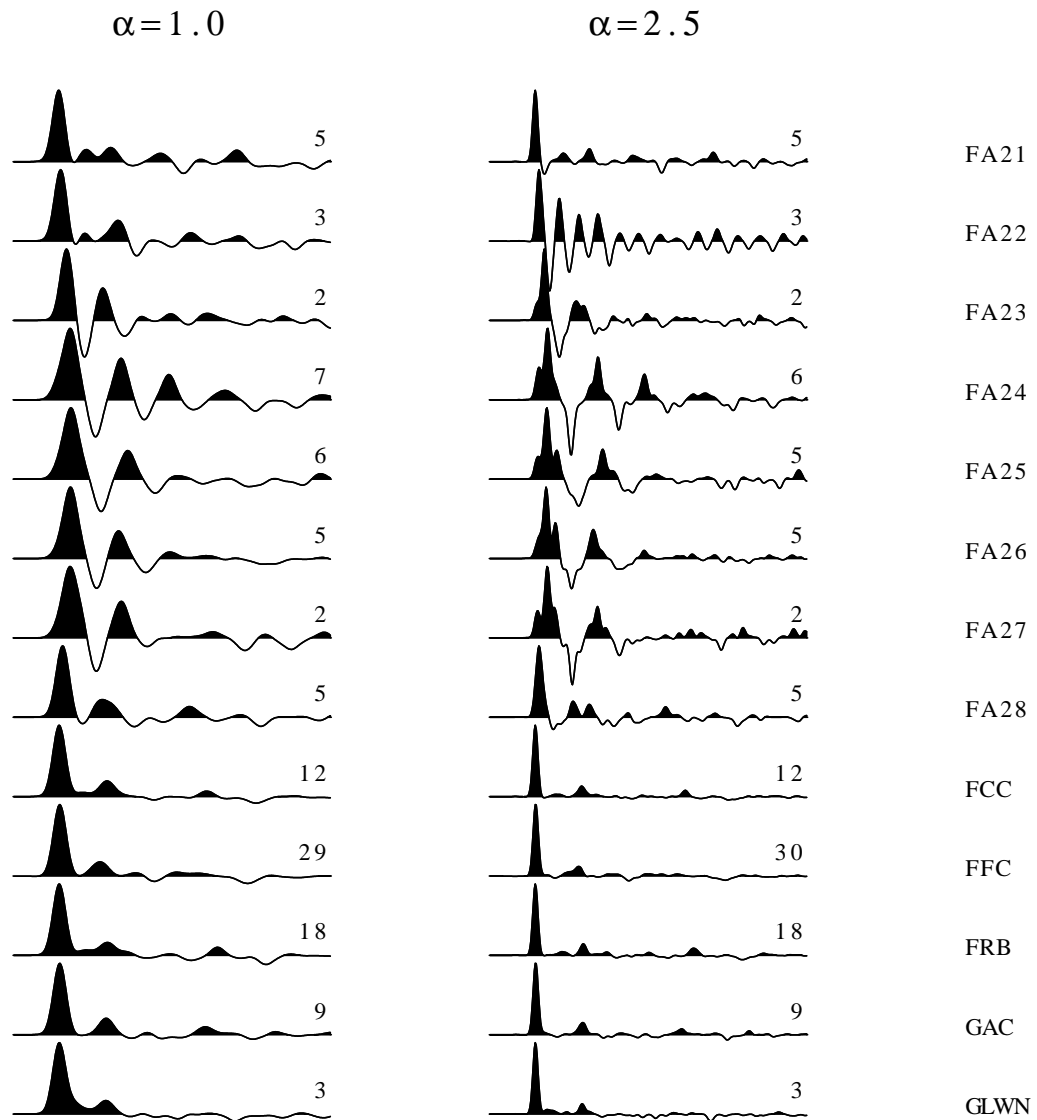 α=1.0 α=2.5
5 5 FA21
3 3 FA22
2 2 FA23
7 6 FA24
6 5 FA25
5 5 FA26
2 2 FA27
5 5 FA28
12 12 FCC
29 30 FFC
18 18 FRB
9 9 GAC
3 3 GLWN